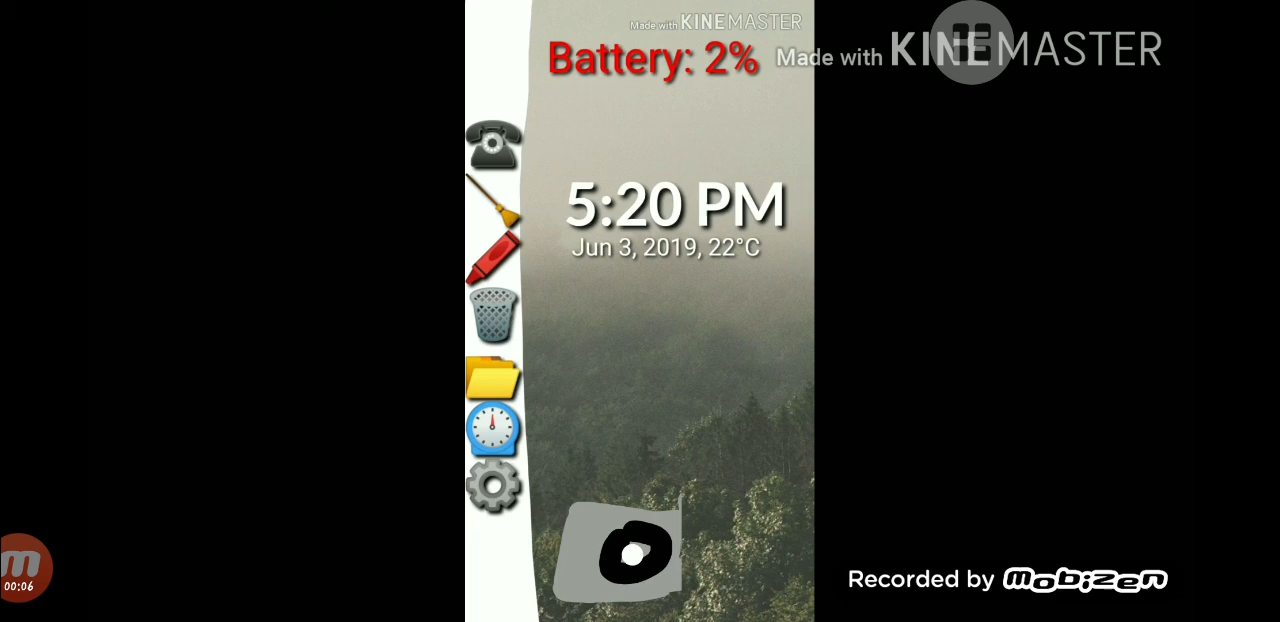 Made with KINEMASTER
Battery: 2%
Made with KINEMASTER
5:20 PM
Jun 3, 2019, 22°C
00:06
Recorded by mobizen